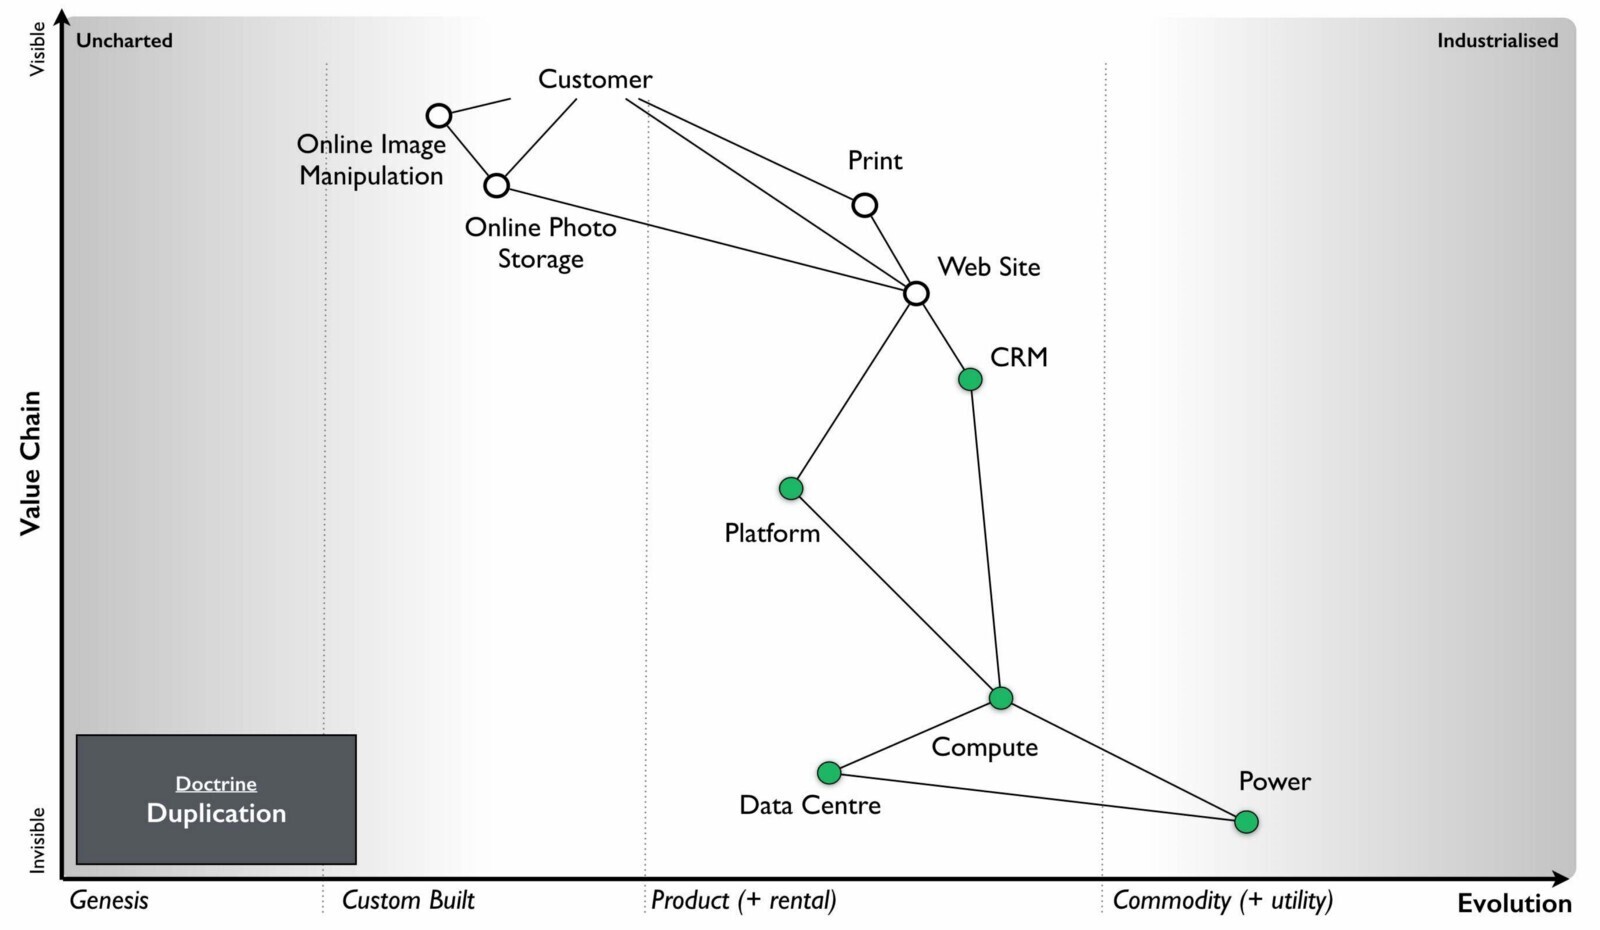 Visible
Uncharted
Industrialised
Customer
Online Image
Manipulation
Print
Online Photo
Storage
Web Site
CRM
Value Chain
Platform
Compute
Data Centre
Power
Doctrine
Duplication
Invisible
Genesis
Custom Built
Product (+ rental)
Commodity (+ utility)
Evolution